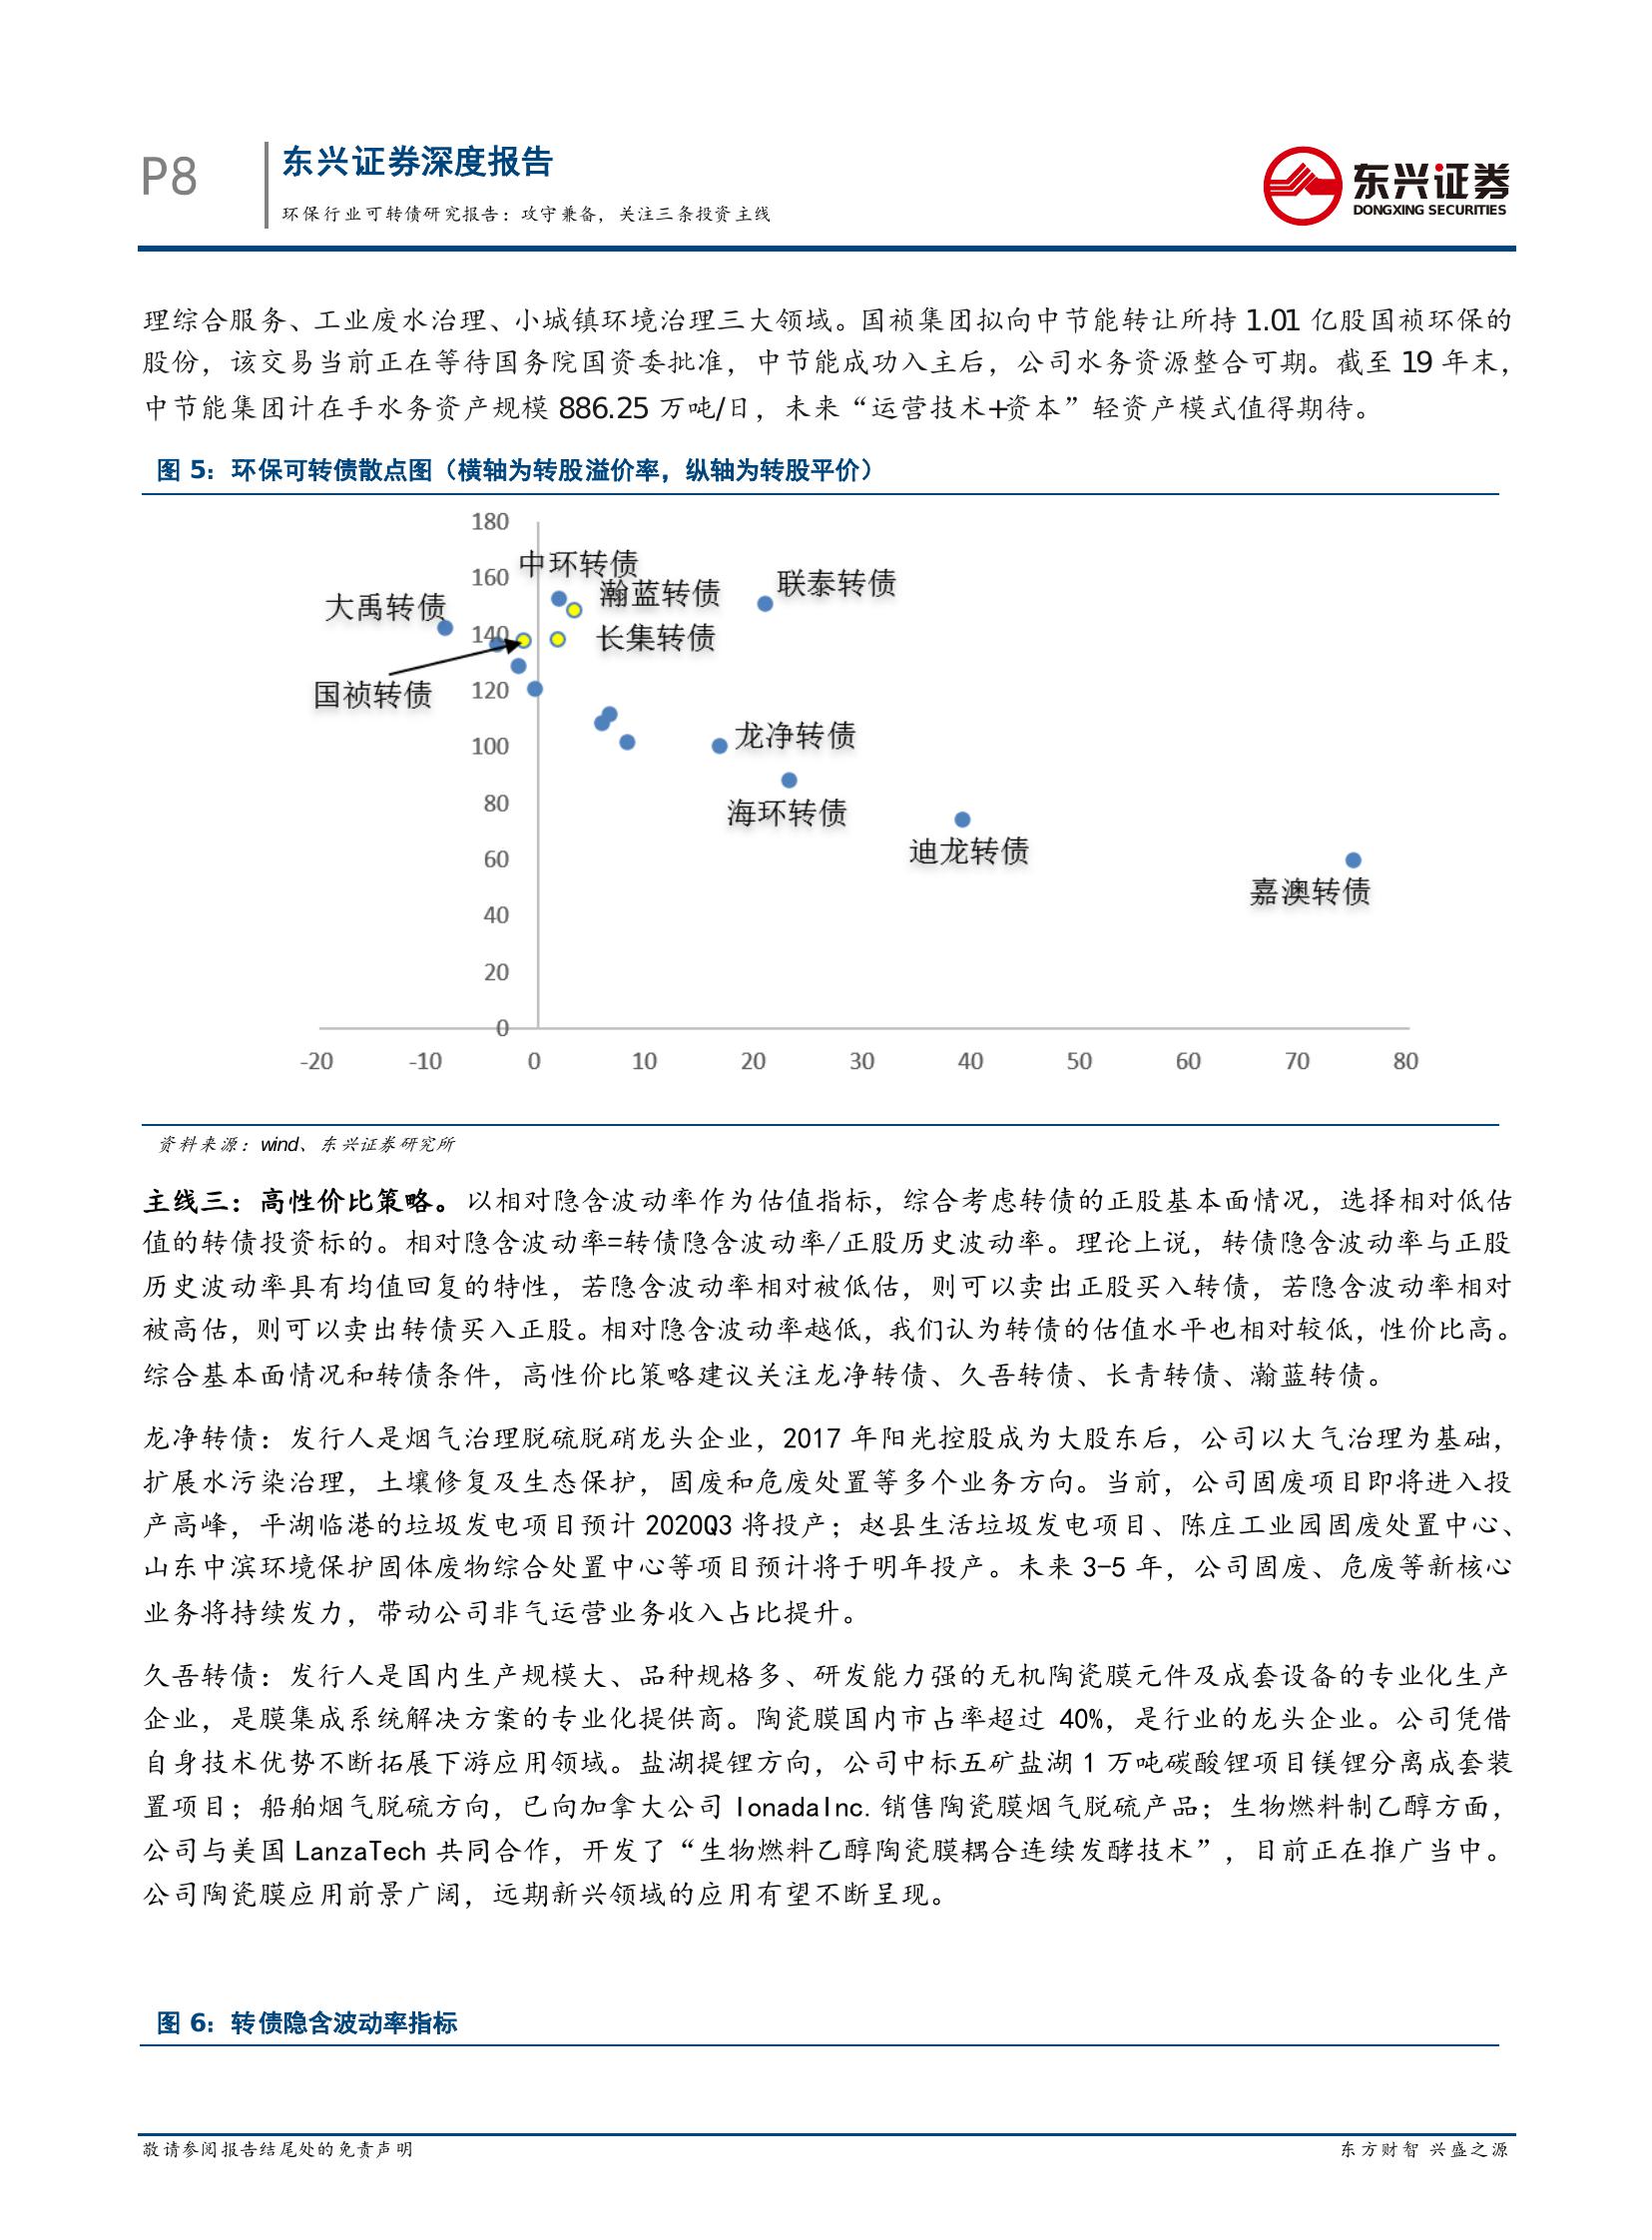 P8
东兴证券深度报告
环保行业可转债研究报告：攻守兼备，关注三条投资主线
东兴证券
DONGXING SECURITIES
理综合服务、工业废水治理、小城镇环境治理三大领域。国祯集团拟向中节能转让所持 1.01 亿股国祯环保的
股份，该交易当前正在等待国务院国资委批准，中节能成功入主后，公司水务资源整合可期。截至 19 年末，
中节能集团计在手水务资产规模 886.25 万吨/日，未来“运营技术+资本”轻资产模式值得期待。
图 5：环保可转债散点图（横轴为转股溢价率，纵轴为转股平价）
180
中环转债
160
瀚蓝转债
联泰转债
大禹转债
140
长集转债
国祯转债
120
100
龙净转债
80
海环转债
60
迪龙转债
嘉澳转债
40
20
0
-20 -10 0 10 20 30 40 50 60 70 80
资料来源：wind、东兴证券研究所
主线三：高性价比策略。以相对隐含波动率作为估值指标，综合考虑转债的正股基本面情况，选择相对低估
值的转债投资标的。相对隐含波动率=转债隐含波动率/正股历史波动率。理论上说，转债隐含波动率与正股
历史波动率具有均值回复的特性，若隐含波动率相对被低估，则可以卖出正股买入转债，若隐含波动率相对
被高估，则可以卖出转债买入正股。相对隐含波动率越低，我们认为转债的估值水平也相对较低，性价比高。
综合基本面情况和转债条件，高性价比策略建议关注龙净转债、久吾转债、长青转债、瀚蓝转债。
龙净转债：发行人是烟气治理脱硫脱硝龙头企业，2017 年阳光控股成为大股东后，公司以大气治理为基础，
扩展水污染治理，土壤修复及生态保护，固废和危废处置等多个业务方向。当前，公司固废项目即将进入投
产高峰，平湖临港的垃圾发电项目预计 2020Q3 将投产；赵县生活垃圾发电项目、陈庄工业园固废处置中心、
山东中滨环境保护固体废物综合处置中心等项目预计将于明年投产。未来 3-5 年，公司固废、危废等新核心
业务将持续发力，带动公司非气运营业务收入占比提升。
久吾转债：发行人是国内生产规模大、品种规格多、研发能力强的无机陶瓷膜元件及成套设备的专业化生产
企业，是膜集成系统解决方案的专业化提供商。陶瓷膜国内市占率超过 40%，是行业的龙头企业。公司凭借
自身技术优势不断拓展下游应用领域。盐湖提锂方向，公司中标五矿盐湖 1 万吨碳酸锂项目镁锂分离成套装
置项目；船舶烟气脱硫方向，已向加拿大公司 IonadaInc. 销售陶瓷膜烟气脱硫产品；生物燃料制乙醇方面，
公司与美国 LanzaTech 共同合作，开发了“生物燃料乙醇陶瓷膜耦合连续发酵技术”，目前正在推广当中。
公司陶瓷膜应用前景广阔，远期新兴领域的应用有望不断呈现。
图 6：转债隐含波动率指标
敬请参阅报告结尾处的免责声明
东方财智 兴盛之源